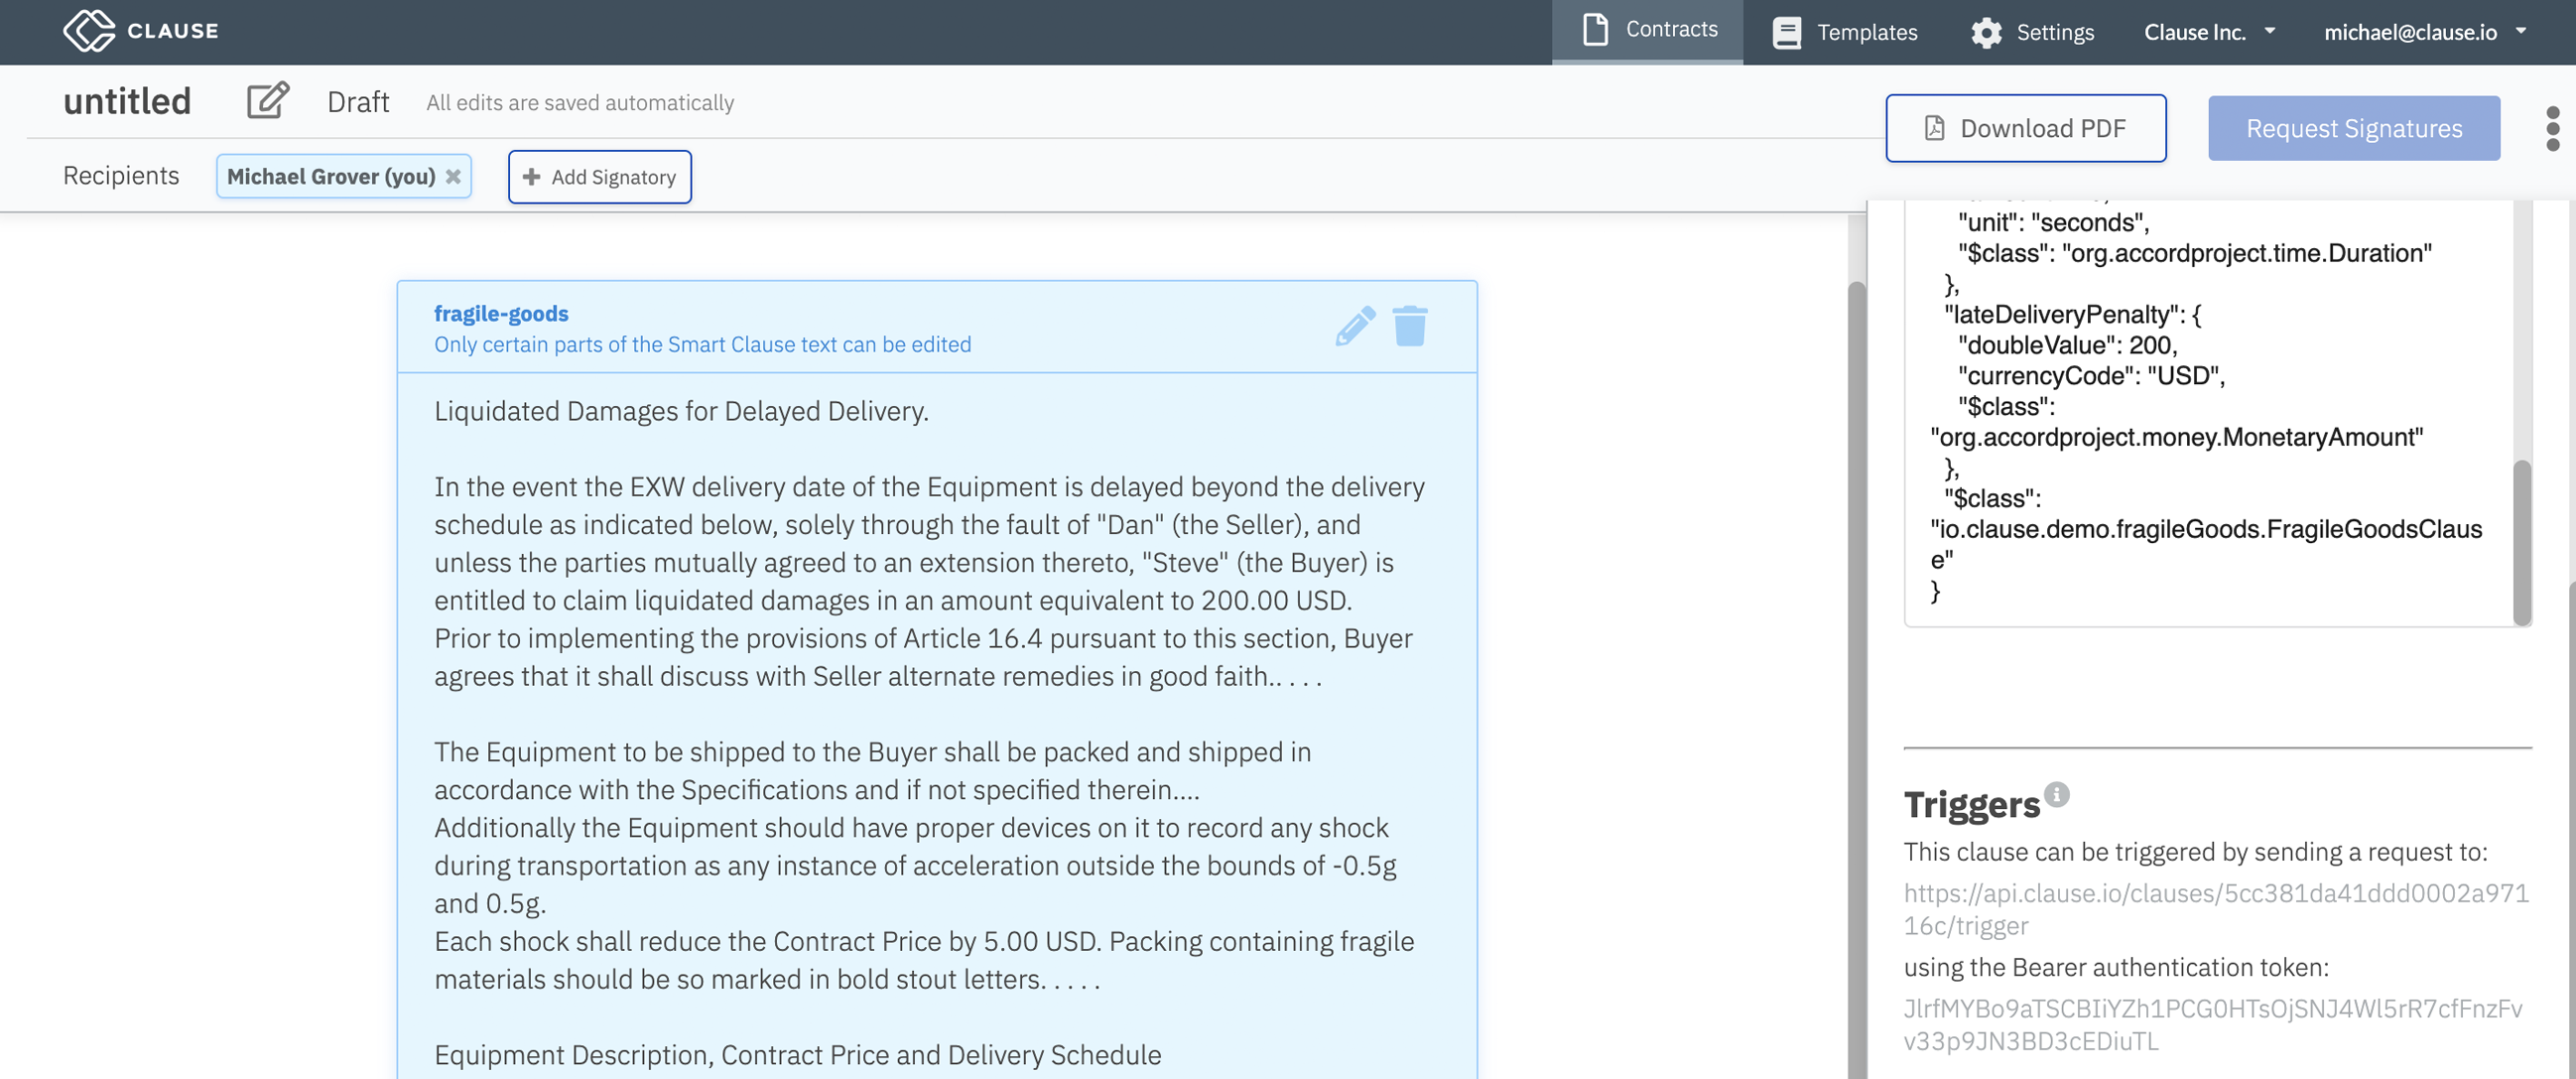 CLAUSE
Contracts
Templates
Settings
Clause Inc.
michael@clause.io
untitled
Draft
All edits are saved automatically
Download PDF
Request Signatures
Recipients
Michael Grover (you)
+ Add Signatory
fragile-goods
Only certain parts of the Smart Clause text can be edited
Liquidated Damages for Delayed Delivery.
In the event the EXW delivery date of the Equipment is delayed beyond the delivery
schedule as indicated below, solely through the fault of "Dan" (the Seller), and
unless the parties mutually agreed to an extension thereto, "Steve" (the Buyer) is
entitled to claim liquidated damages in an amount equivalent to 200.00 USD.
Prior to implementing the provisions of Article 16.4 pursuant to this section, Buyer
agrees that it shall discuss with Seller alternate remedies in good faith.. . . .
The Equipment to be shipped to the Buyer shall be packed and shipped in
accordance with the Specifications and if not specified therein....
Additionally the Equipment should have proper devices on it to record any shock
during transportation as any instance of acceleration outside the bounds of -0.5g
and 0.5g.
Each shock shall reduce the Contract Price by 5.00 USD. Packing containing fragile
materials should be so marked in bold stout letters. . . . .
Equipment Description, Contract Price and Delivery Schedule
"unit": "seconds",
"$class": "org.accordproject.time.Duration"
},
"lateDeliveryPenalty": {
"doubleValue": 200,
"currencyCode": "USD",
"$class":
"org.accordproject.money.MonetaryAmount"
},
"$class":
"io.clause.demo.fragileGoods.FragileGoodsClaus
e"
}
Triggers
This clause can be triggered by sending a request to:
https://api.clause.io/clauses/5cc381da41ddd0002a971
16c/trigger
using the Bearer authentication token:
JlrfMYBo9aTSCBIiYZh1PCG0HTsOjSNJ4Wl5rR7cfFnzFv
v33p9JN3BD3cEDiuTL